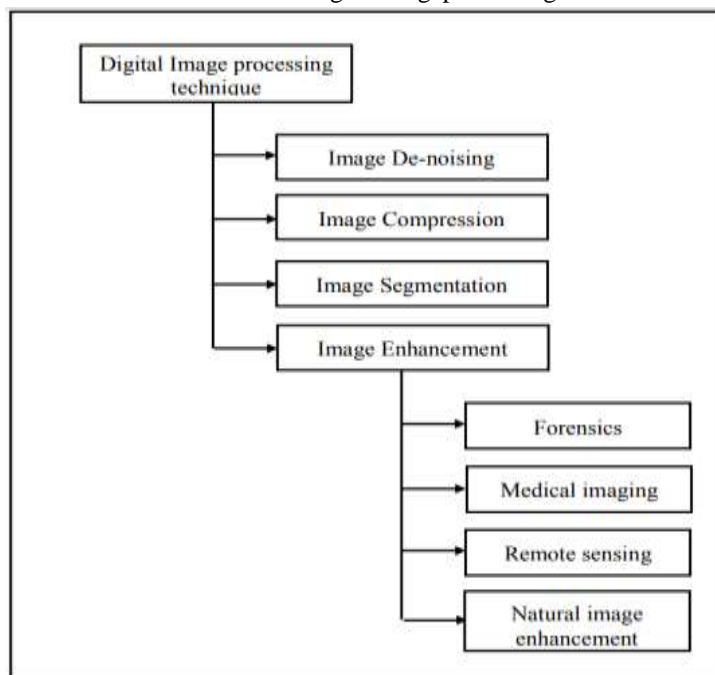 Digital Image processing
technique
Image De-noising
Image Compression
Image Segmentation
Image Enhancement
Forensics
Medical imaging
Remote sensing
Natural image
enhancement